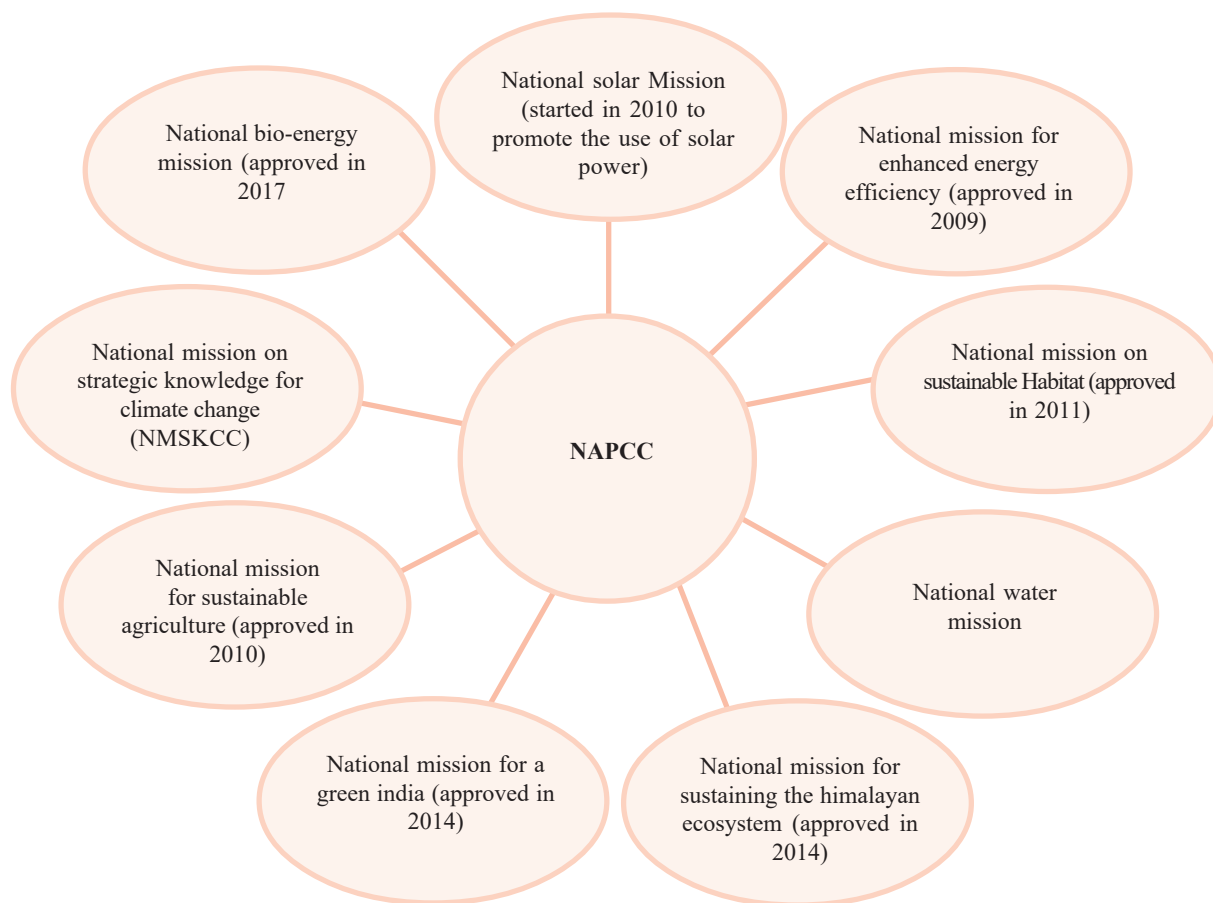 National solar Mission
(started in 2010 to
promote the use of solar
power)
National mission for
enhanced energy
efficiency (approved in
2009)
National mission on
sustainable Habitat (approved
in 2011)
National water
mission
National mission for
sustaining the himalayan
ecosystem (approved in
2014)
National mission for a
green india (approved in
2014)
National mission
for sustainable
agriculture (approved in
2010)
National mission on
strategic knowledge for
climate change
(NMSKCC)
National bio-energy
mission (approved in
2017
NAPCC